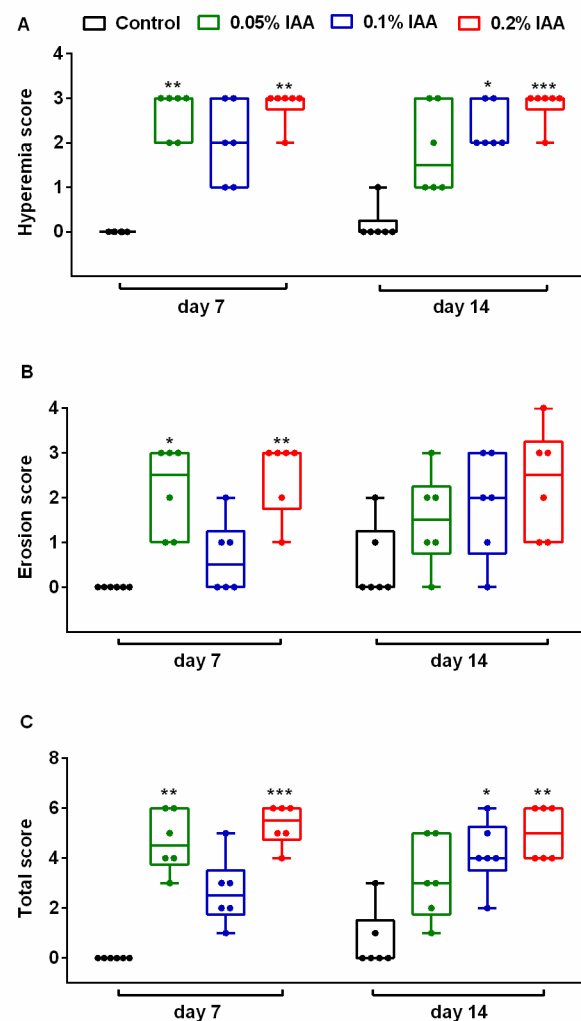 A Control 0.05% IAA 0.1% IAA 0.2% IAA
Hyperemia score
4
3
2
1
0
** ** * ***
day 7 day 14
B
Erosion score
4
3
2
1
0
* **
day 7 day 14
C
Total score
8
6
4
2
0
** *** * **
day 7 day 14